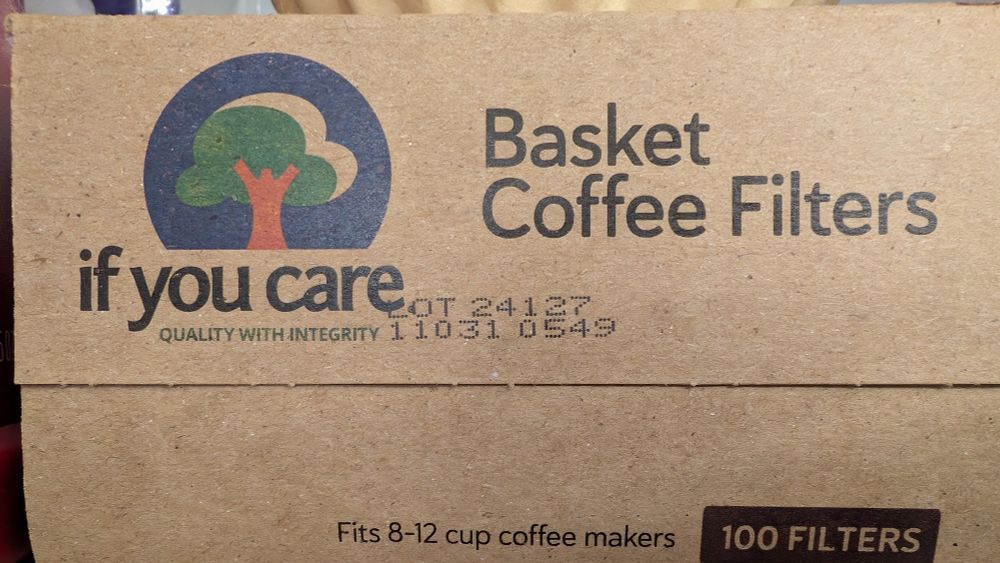 Basket
Coffee Filters
if you care
QUALITY WITH INTEGRITY
LOT 24127
11031 0549
Fits 8-12 cup coffee makers
100 FILTERS